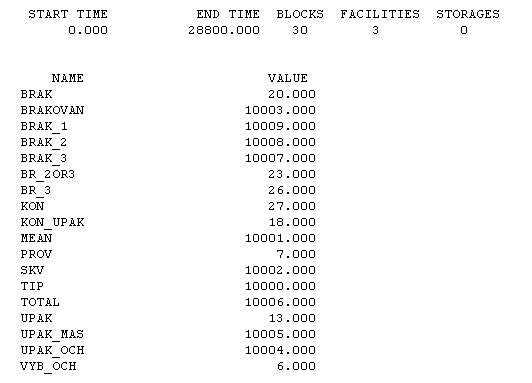 START TIME END TIME BLOCKS FACILITIES STORAGES
0.000 28800.000 30 3 0
NAME VALUE
BRAK 20.000
BRAKOVAN 10003.000
BRAK_1 10009.000
BRAK_2 10008.000
BRAK_3 10007.000
BR_2OR3 23.000
BR_3 26.000
KON 27.000
KON_UPAK 18.000
MEAN 10001.000
PROV 7.000
SKV 10002.000
TIP 10000.000
TOTAL 10006.000
UPAK 13.000
UPAK_MAS 10005.000
UPAK_OCH 10004.000
VYB_OCH 6.000